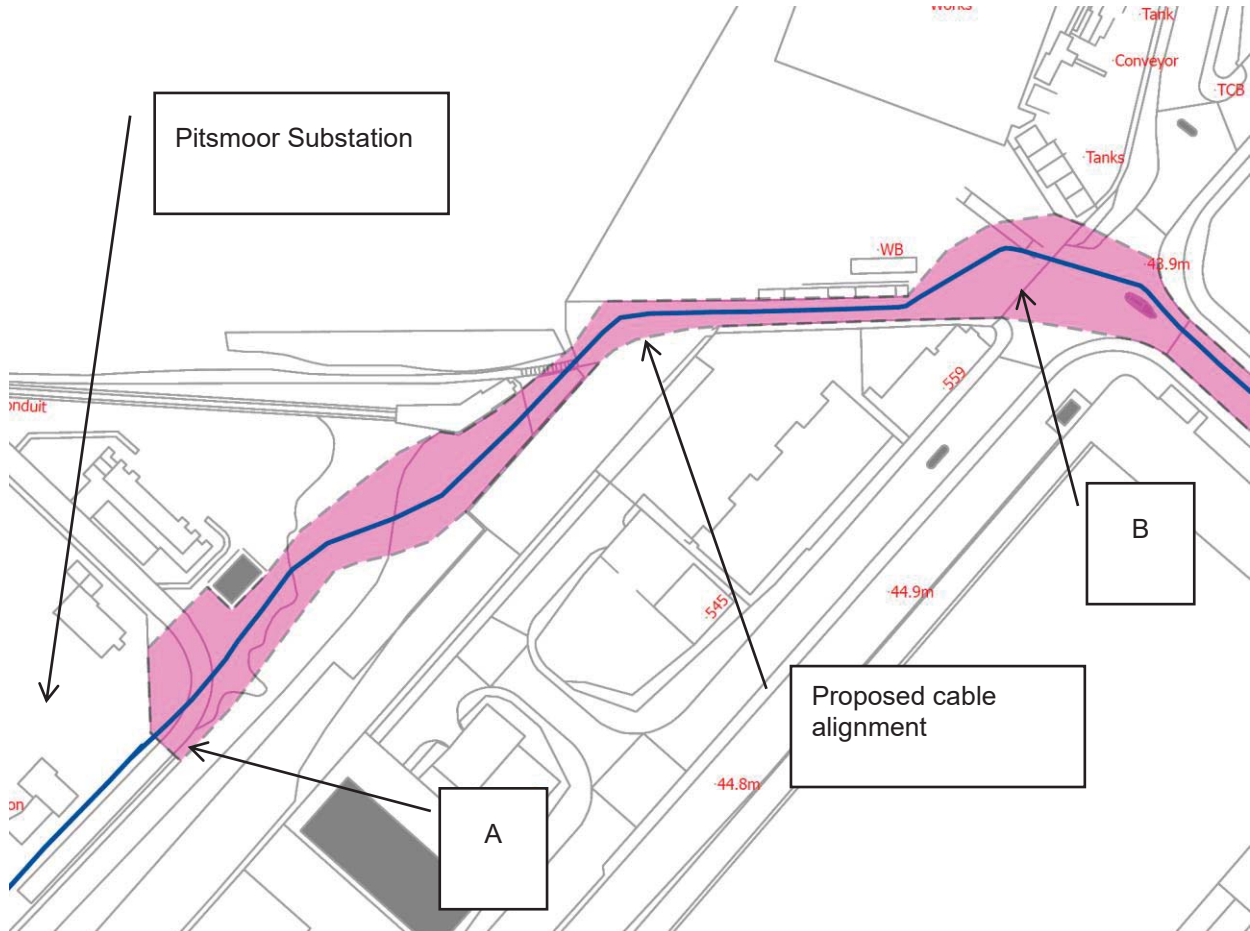 Works
·Tank
·Conveyor
·TCB
Pitsmoor Substation
·Tanks
·WB
·43.9m
559
onduit
B
·44.9m
545
Proposed cable
alignment
·44.8m
on
A